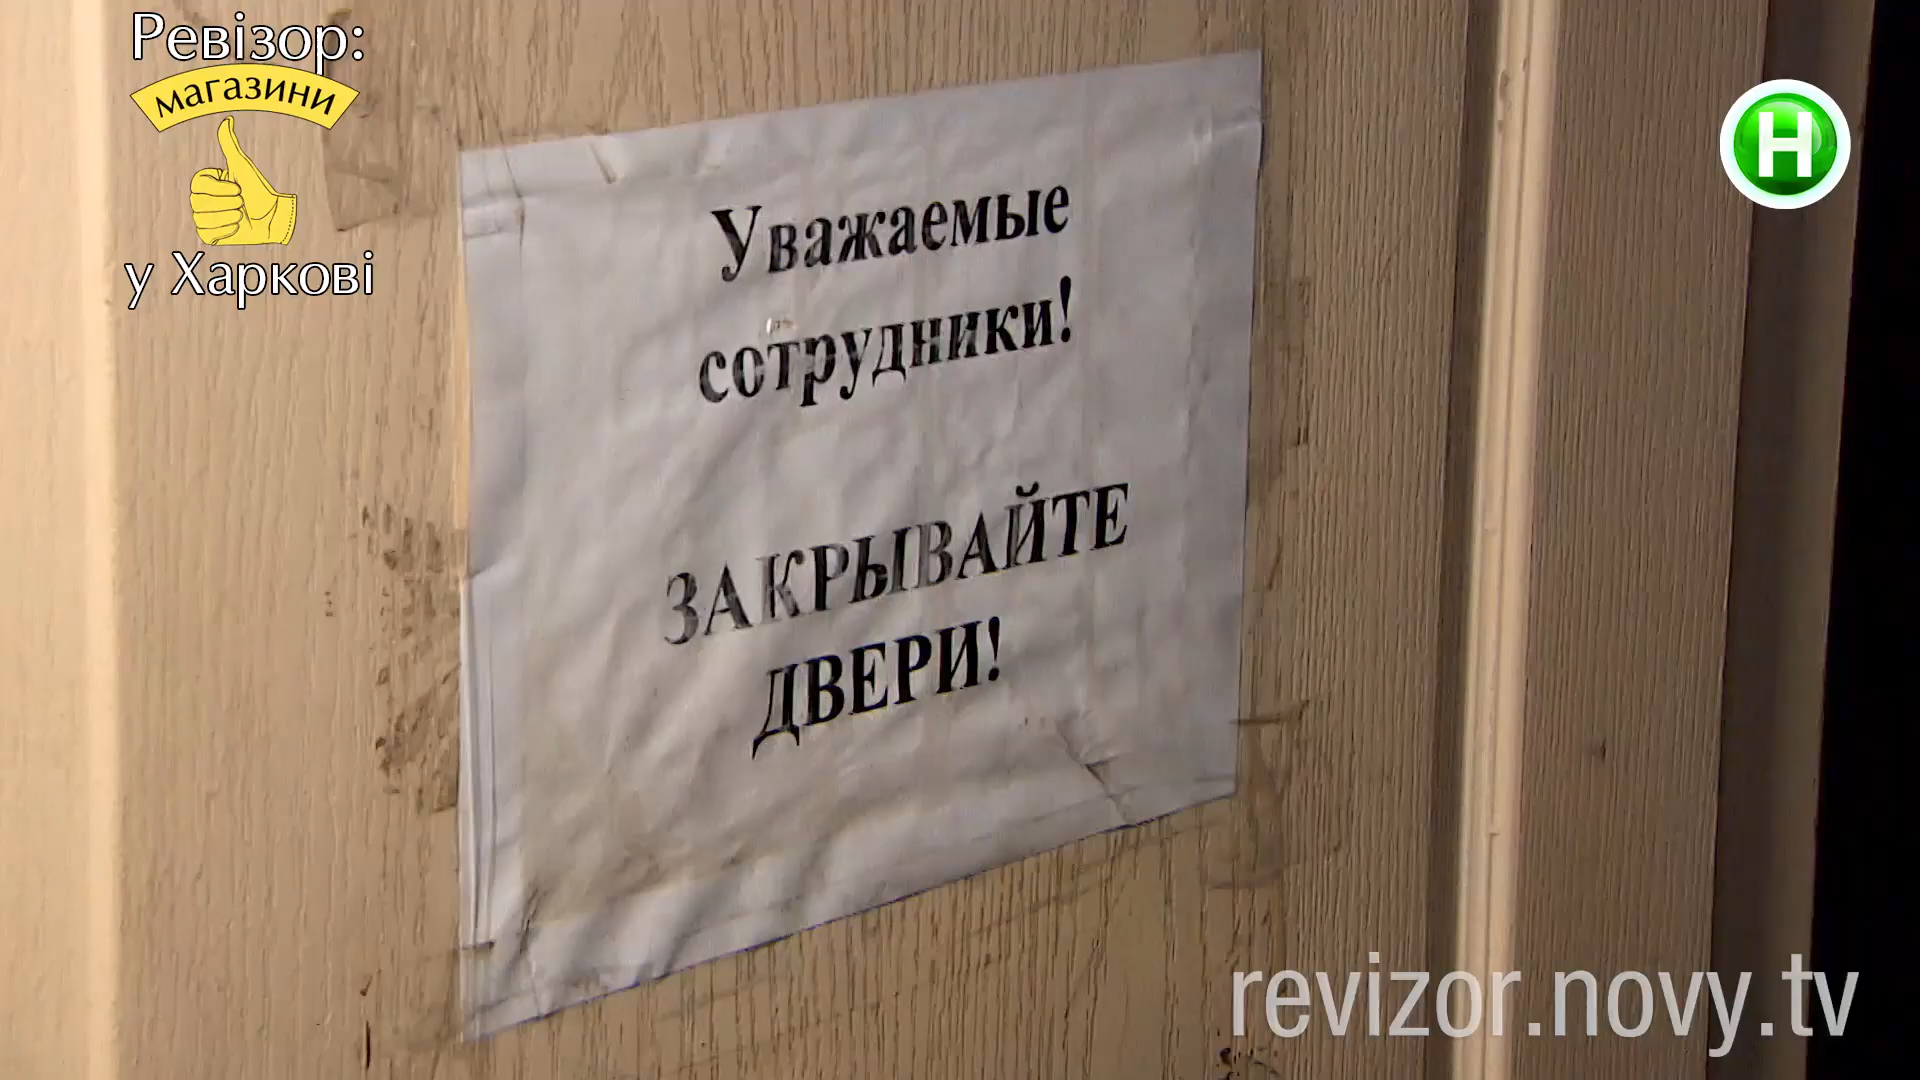 Ревізор:
магазини
у Харкові
Н
Уважаемые
сотрудники!
ЗАКРЫВАЙТЕ
ДВЕРИ!
revizor.novy.tv